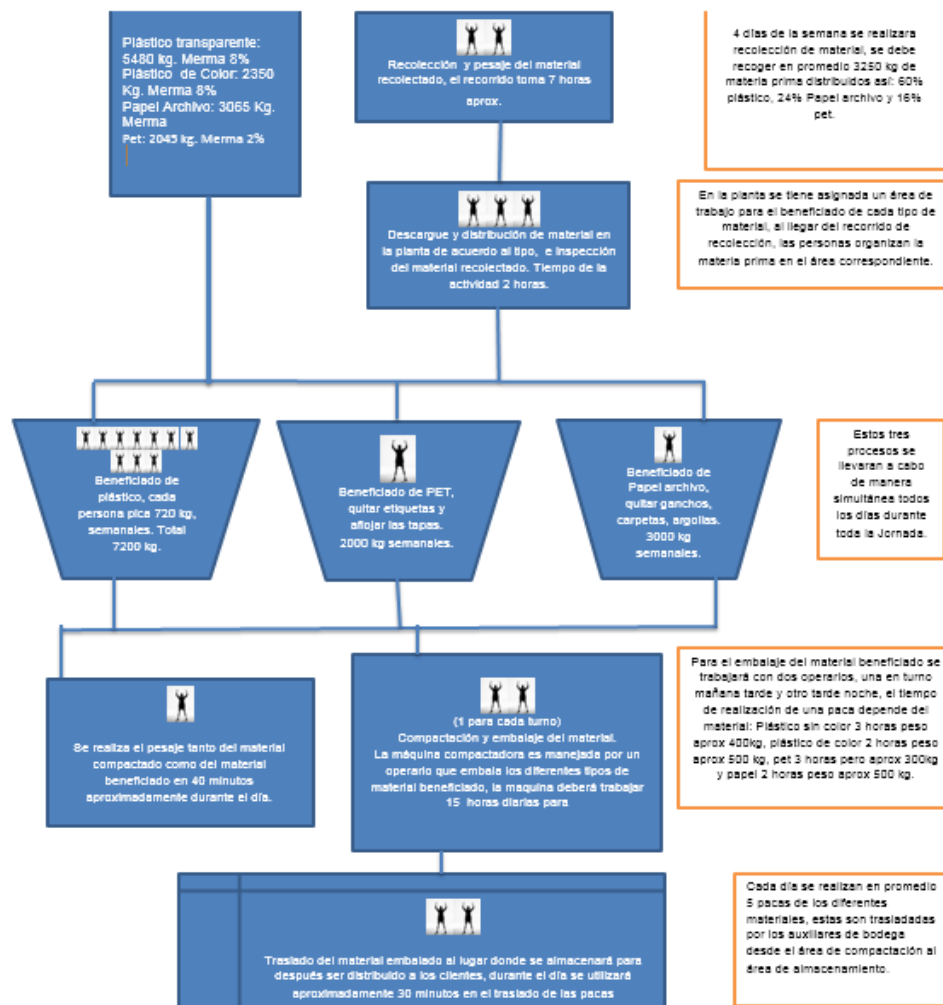 Plástico transparente:
5480 kg. Merma 8%
Plástico de Color: 2350
Kg. Merma 8%
Papel Archivo: 3065 Kg.
Merma
Pet: 2045 kg. Merma 2%
Recolección y pesaje del material
recolectado, el recorrido toma 7 horas
aprox.
4 días de la semana se realizara
recolección de material, se debe
recoger en promedio 3250 kg de
materia prima distribuidos así: 60%
plástico, 24% Papel archivo y 16%
pet.
Descargue y distribución de material en
la planta de acuerdo al tipo, e inspección
del material recolectado. Tiempo de la
actividad 2 horas.
En la planta se tiene asignada un área de
trabajo para el beneficiado de cada tipo de
material, al llegar del recorrido de
recolección, las personas organizan la
materia prima en el área correspondiente.
Beneficiado de
plástico, cada
persona pica 720 kg,
semanales. Total
7200 kg.
Beneficiado de PET,
quitar etiquetas y
aflojar las tapas.
2000 kg semanales.
Beneficiado de
Papel archivo,
quitar ganchos,
carpetas, argollas.
3000 kg
semanales.
Estos tres
procesos se
llevaran a cabo
de manera
simultánea todos
los días durante
toda la Jornada.
Se realiza el pesaje tanto del material
compactado como del material
beneficiado en 40 minutos
aproximadamente durante el día.
(1 para cada turno)
Compactación y embalaje del material.
La máquina compactadora es manejada por un
operario que embala los diferentes tipos de
material beneficiado, la maquina deberá trabajar
15 horas diarias para
Para el embalaje del material beneficiado se
trabajará con dos operarios, una en turno
mañana tarde y otro tarde noche, el tiempo
de realización de una paca depende del
material: Plástico sin color 3 horas peso
aprox 400kg, plástico de color 2 horas peso
aprox 500 kg, pet 3 horas pero aprox 300kg
y papel 2 horas peso aprox 500 kg.
Traslado del material embalado al lugar donde se almacenará para
después ser distribuido a los clientes, durante el día se utilizará
aproximadamente 30 minutos en el traslado de las pacas
Cada día se realizan en promedio
5 pacas de los diferentes
materiales, estas son trasladadas
por los auxiliares de bodega
desde el área de compactación al
área de almacenamiento.